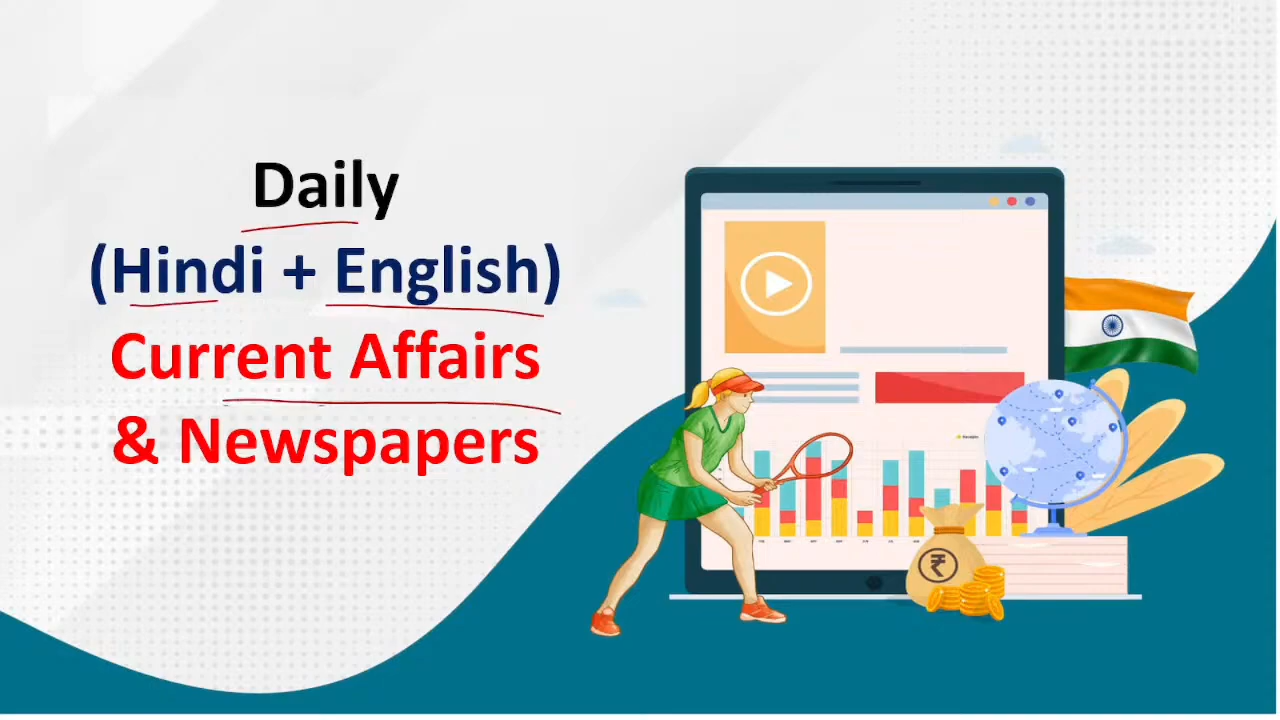 Daily
(Hindi + English)
Current Affairs
& Newspapers
₹